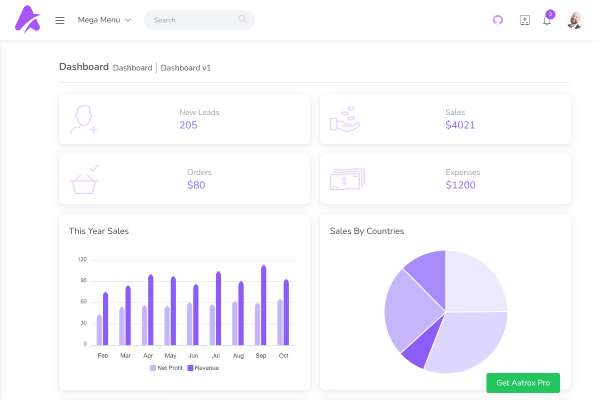 Mega Menu
Search
3
Dashboard Dashboard Dashboard v1
New Leads
205
Sales
$4021
Orders
$80
Expenses
$1200
This Year Sales
120
90
60
30
0
Feb Mar Apr May Jun Jul Aug Sep Oct
Net Profit Revenue
Sales By Countries
Get Aatrox Pro